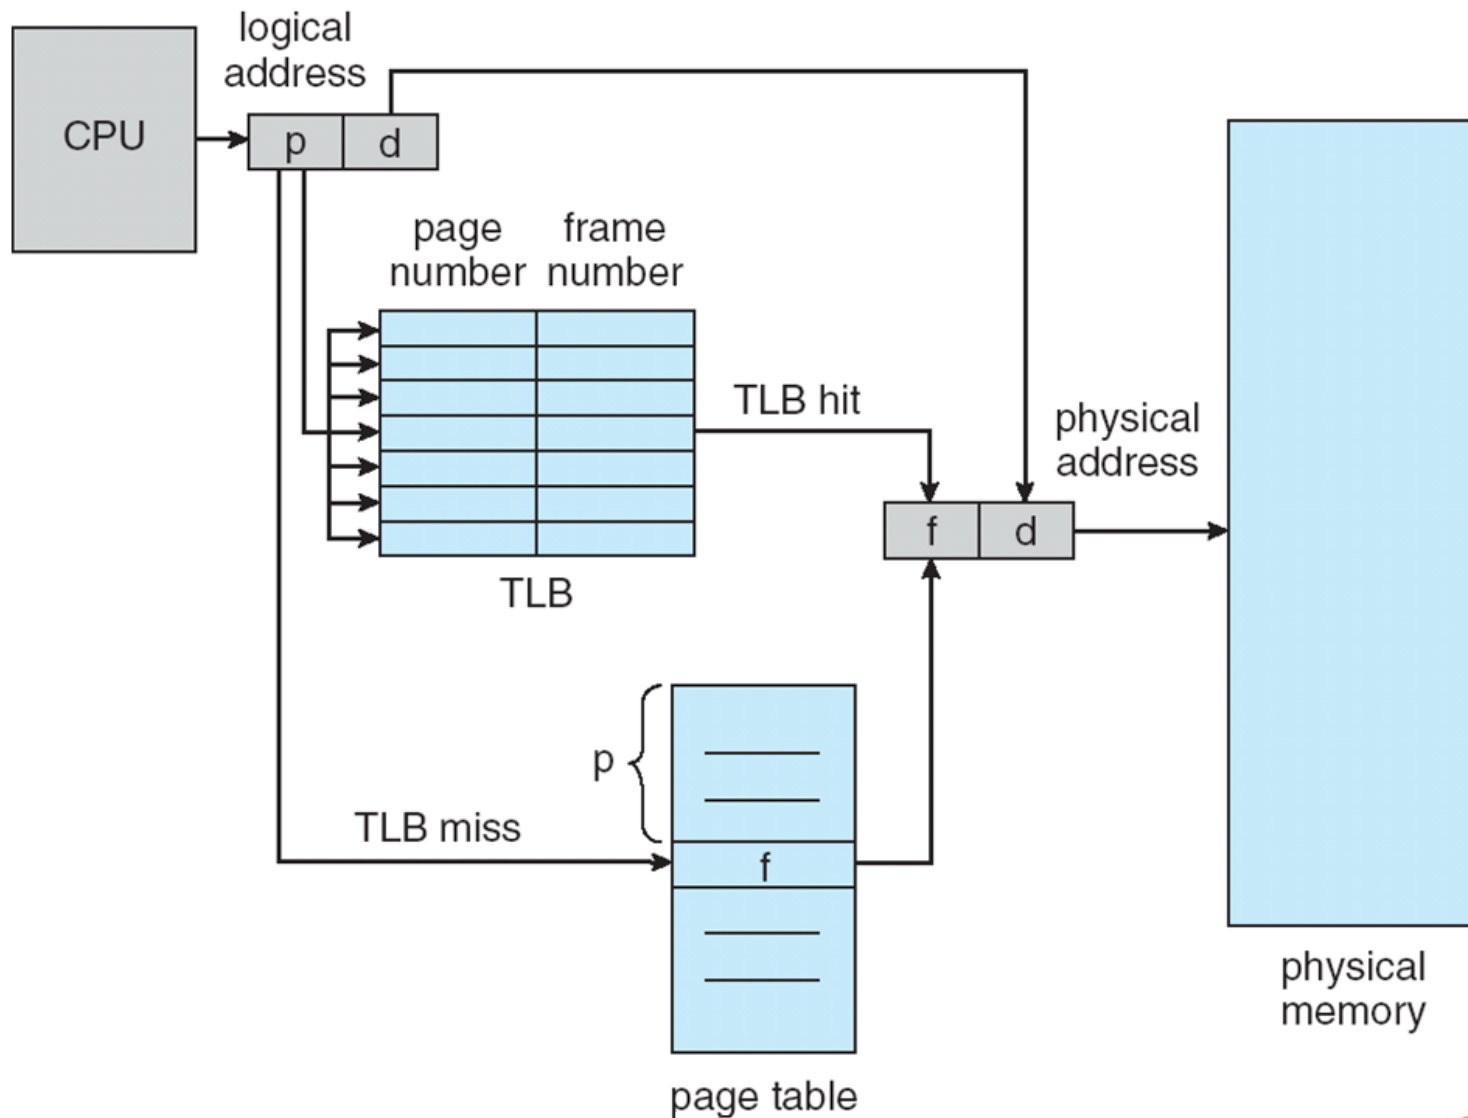 logical
address
CPU
p
d
page
number
frame
number
TLB hit
physical
address
f
d
TLB
p
TLB miss
f
physical
memory
page table